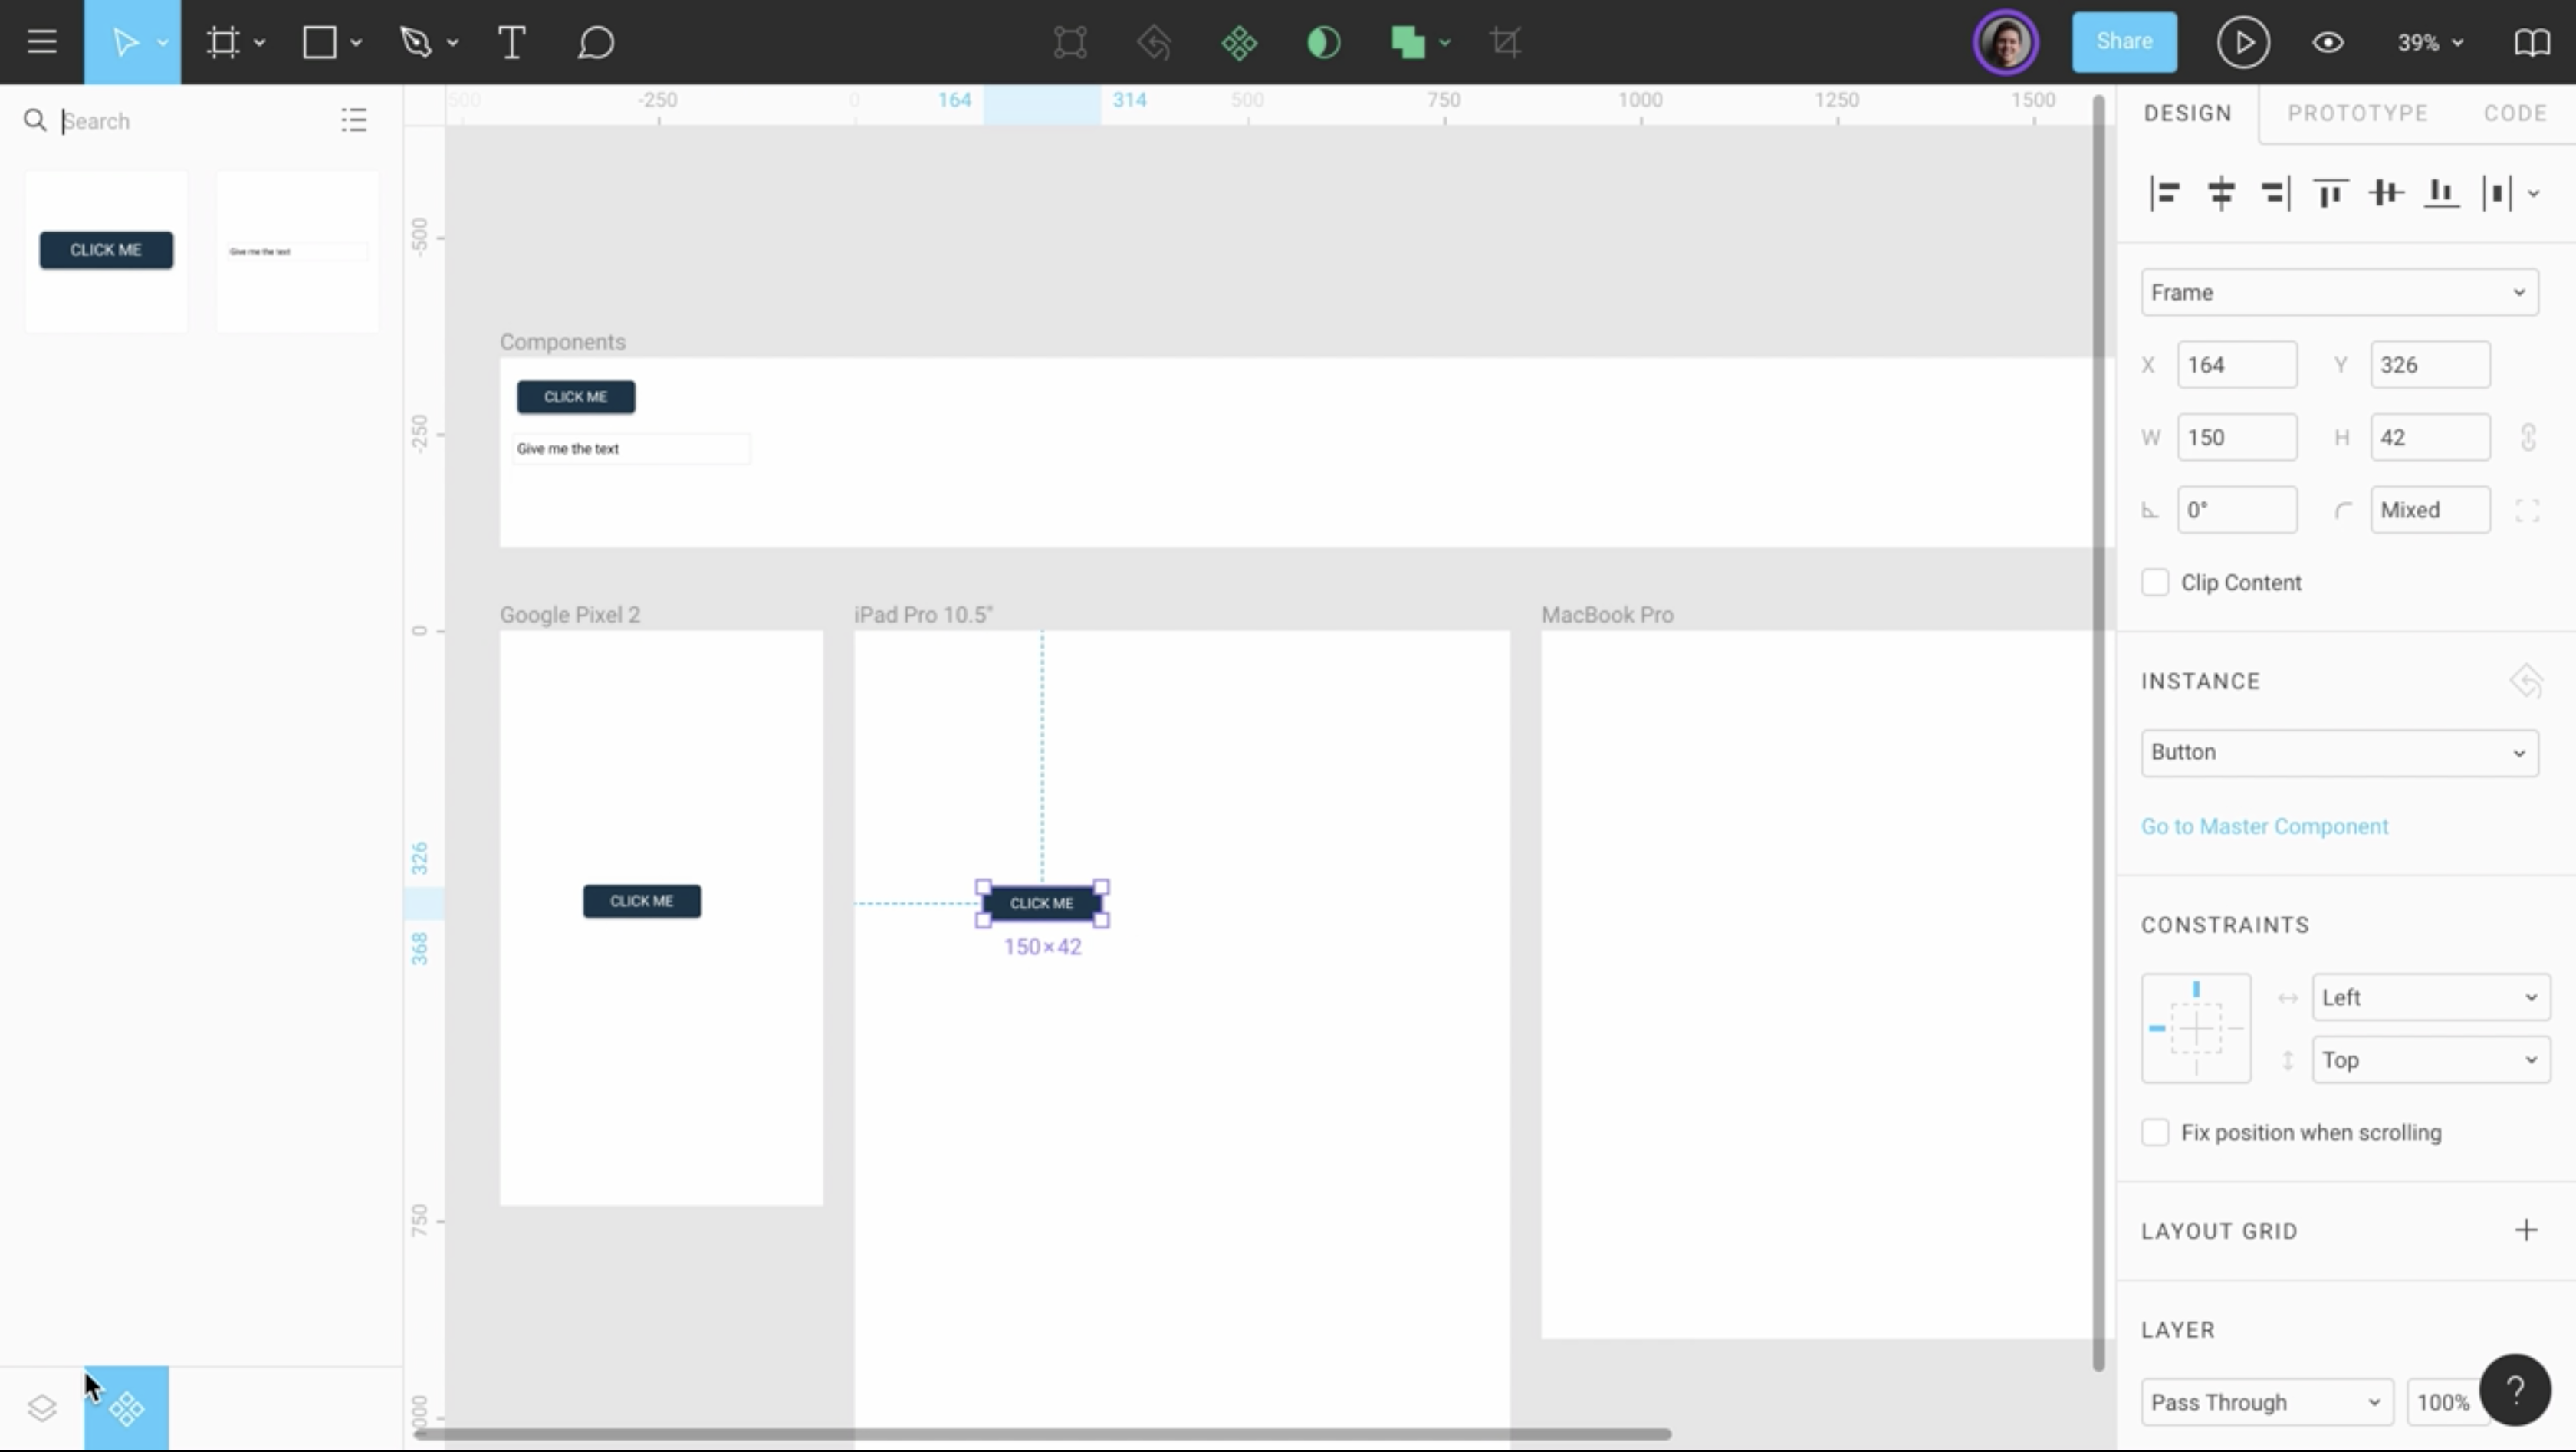 Share
39%
Search
500
-250
0
164
314
500
750
1000
1250
1500
DESIGN
PROTOTYPE
CODE
CLICK ME
Give me the text
-500
Components
CLICK ME
-250
Give me the text
Frame
X 164
Y 326
W 150
H 42
0°
Mixed
Clip Content
Google Pixel 2
iPad Pro 10.5"
MacBook Pro
0
INSTANCE
Button
Go to Master Component
326
CLICK ME
CLICK ME
368
150×42
CONSTRAINTS
Left
Top
Fix position when scrolling
750
LAYOUT GRID
LAYER
000
Pass Through
100%
?